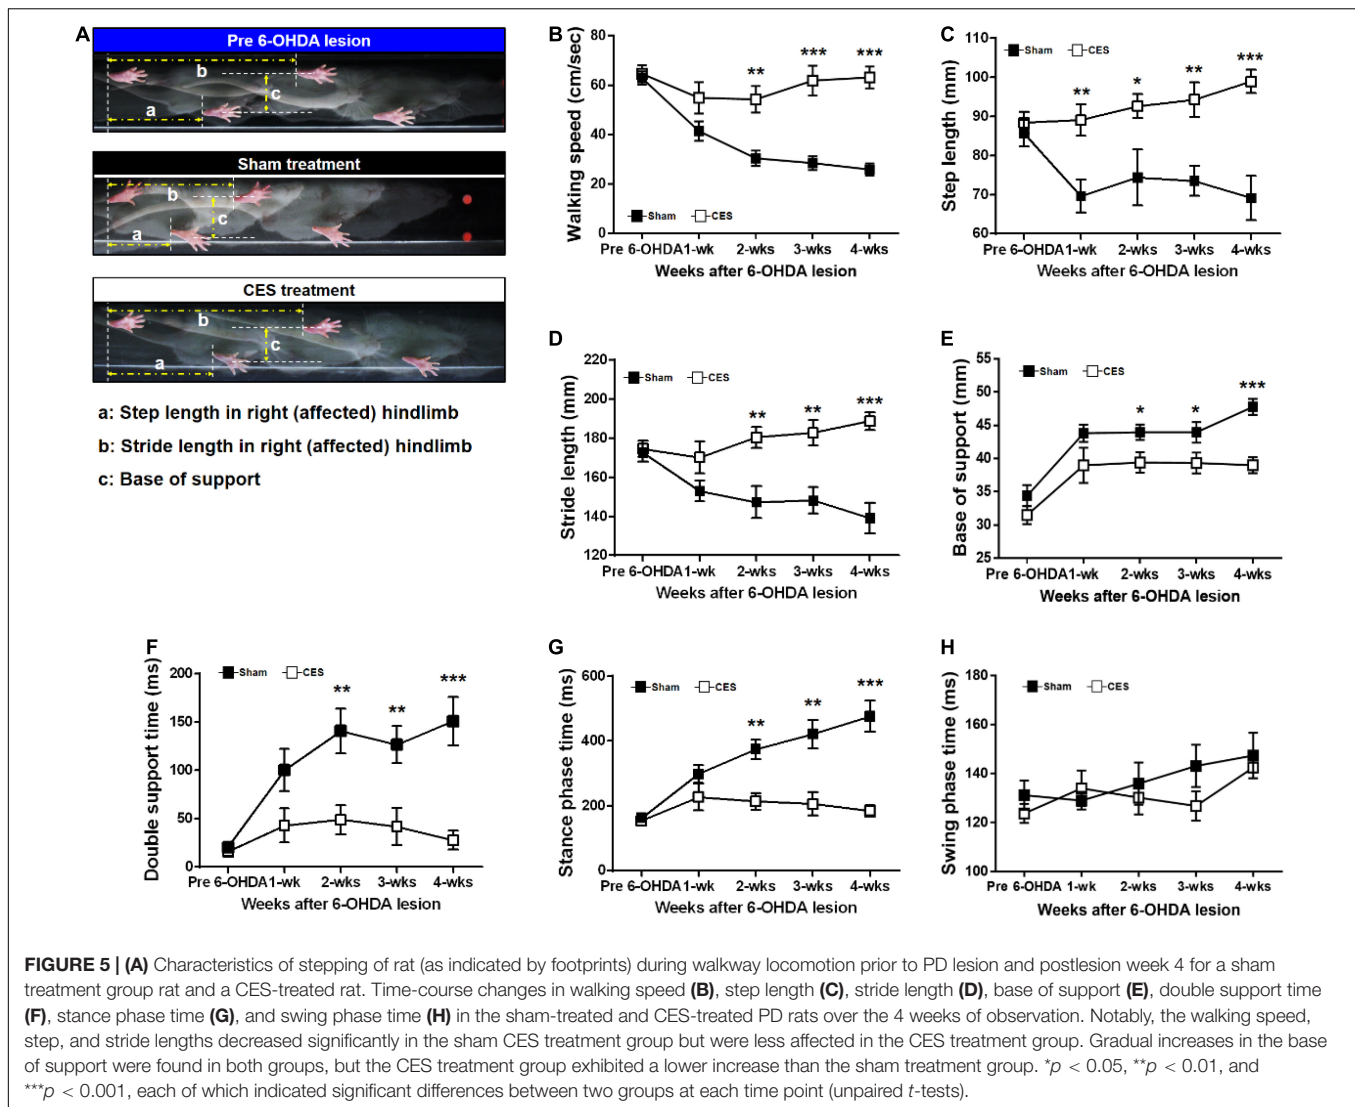 A
Pre 6-OHDA lesion
b
c
a
Sham treatment
b
c
a
CES treatment
b
c
a
a: Step length in right (affected) hindlimb
b: Stride length in right (affected) hindlimb
c: Base of support
B
Walking speed (cm/sec)
80
60
40
20
0
** *** ***
Sham CES
Pre 6-OHDA 1-wk 2-wks 3-wks 4-wks
Weeks after 6-OHDA lesion
C
Step length (mm)
110
100
90
80
70
60
Sham CES
** * ** ***
Pre 6-OHDA 1-wk 2-wks 3-wks 4-wks
Weeks after 6-OHDA lesion
D
Stride length (mm)
220
200
180
160
140
120
Sham CES
** ** ***
Pre 6-OHDA 1-wk 2-wks 3-wks 4-wks
Weeks after 6-OHDA lesion
E
Base of support (mm)
55
50
45
40
35
30
25
Sham CES
* * ***
Pre 6-OHDA 1-wk 2-wks 3-wks 4-wks
Weeks after 6-OHDA lesion
F
Double support time (ms)
200
150
100
50
0
Sham CES
** ** ***
Pre 6-OHDA 1-wk 2-wks 3-wks 4-wks
Weeks after 6-OHDA lesion
G
Stance phase time (ms)
600
400
200
0
Sham CES
** ** ***
Pre 6-OHDA 1-wk 2-wks 3-wks 4-wks
Weeks after 6-OHDA lesion
H
Swing phase time (ms)
180
160
140
120
100
Sham CES
Pre 6-OHDA 1-wk 2-wks 3-wks 4-wks
Weeks after 6-OHDA lesion
FIGURE 5 | (A) Characteristics of stepping of rat (as indicated by footprints) during walkway locomotion prior to PD lesion and postlesion week 4 for a sham
treatment group rat and a CES-treated rat. Time-course changes in walking speed (B), step length (C), stride length (D), base of support (E), double support time
(F), stance phase time (G), and swing phase time (H) in the sham-treated and CES-treated PD rats over the 4 weeks of observation. Notably, the walking speed,
step, and stride lengths decreased significantly in the sham CES treatment group but were less affected in the CES treatment group. Gradual increases in the base
of support were found in both groups, but the CES treatment group exhibited a lower increase than the sham treatment group. *p < 0.05, **p < 0.01, and
***p < 0.001, each of which indicated significant differences between two groups at each time point (unpaired t-tests).